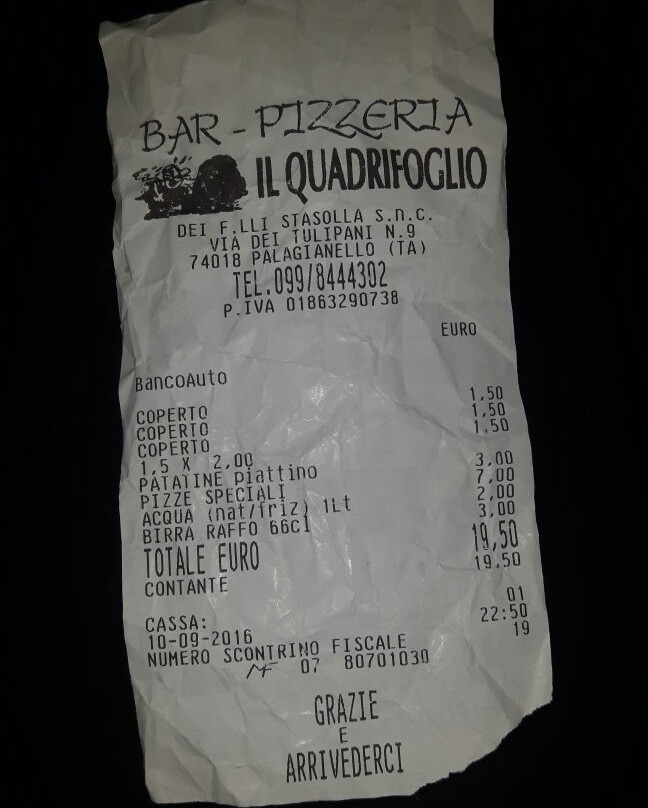 BAR - PIZZERIA
IL QUADRIFOGLIO
DEI F.LLI STASOLLA S.n.c.
VIA DEI TULIPANI N.9
74018 PALAGIANELLO (TA)
TEL.099/8444302
P.IVA 01863290738
EURO
BancoAuto
COPERTO 1,50
COPERTO 1,50
COPERTO 1,50
1,5 X 2,00
PATATINE piattino 3,00
PIZZE SPECIALI 7,00
ACQUA (nat/friz) 1Lt 2,00
BIRRA RAFFO 66cl 3,00
TOTALE EURO 19,50
CONTANTE 19,50
CASSA: 01
10-09-2016 22:50
NUMERO SCONTRINO FISCALE 19
MF 07 80701030
GRAZIE
E
ARRIVEDERCI